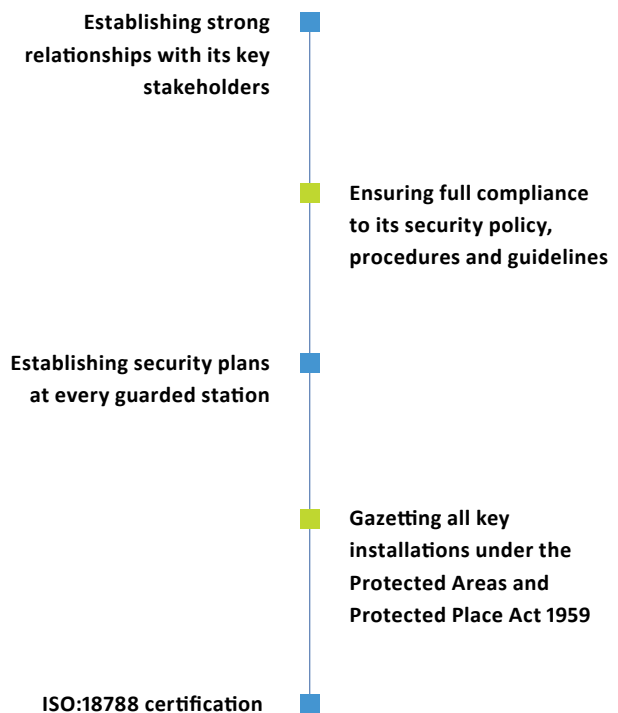 Establishing strong
relationships with its key
stakeholders
Ensuring full compliance
to its security policy,
procedures and guidelines
Establishing security plans
at every guarded station
Gazetting all key
installations under the
Protected Areas and
Protected Place Act 1959
ISO:18788 certification